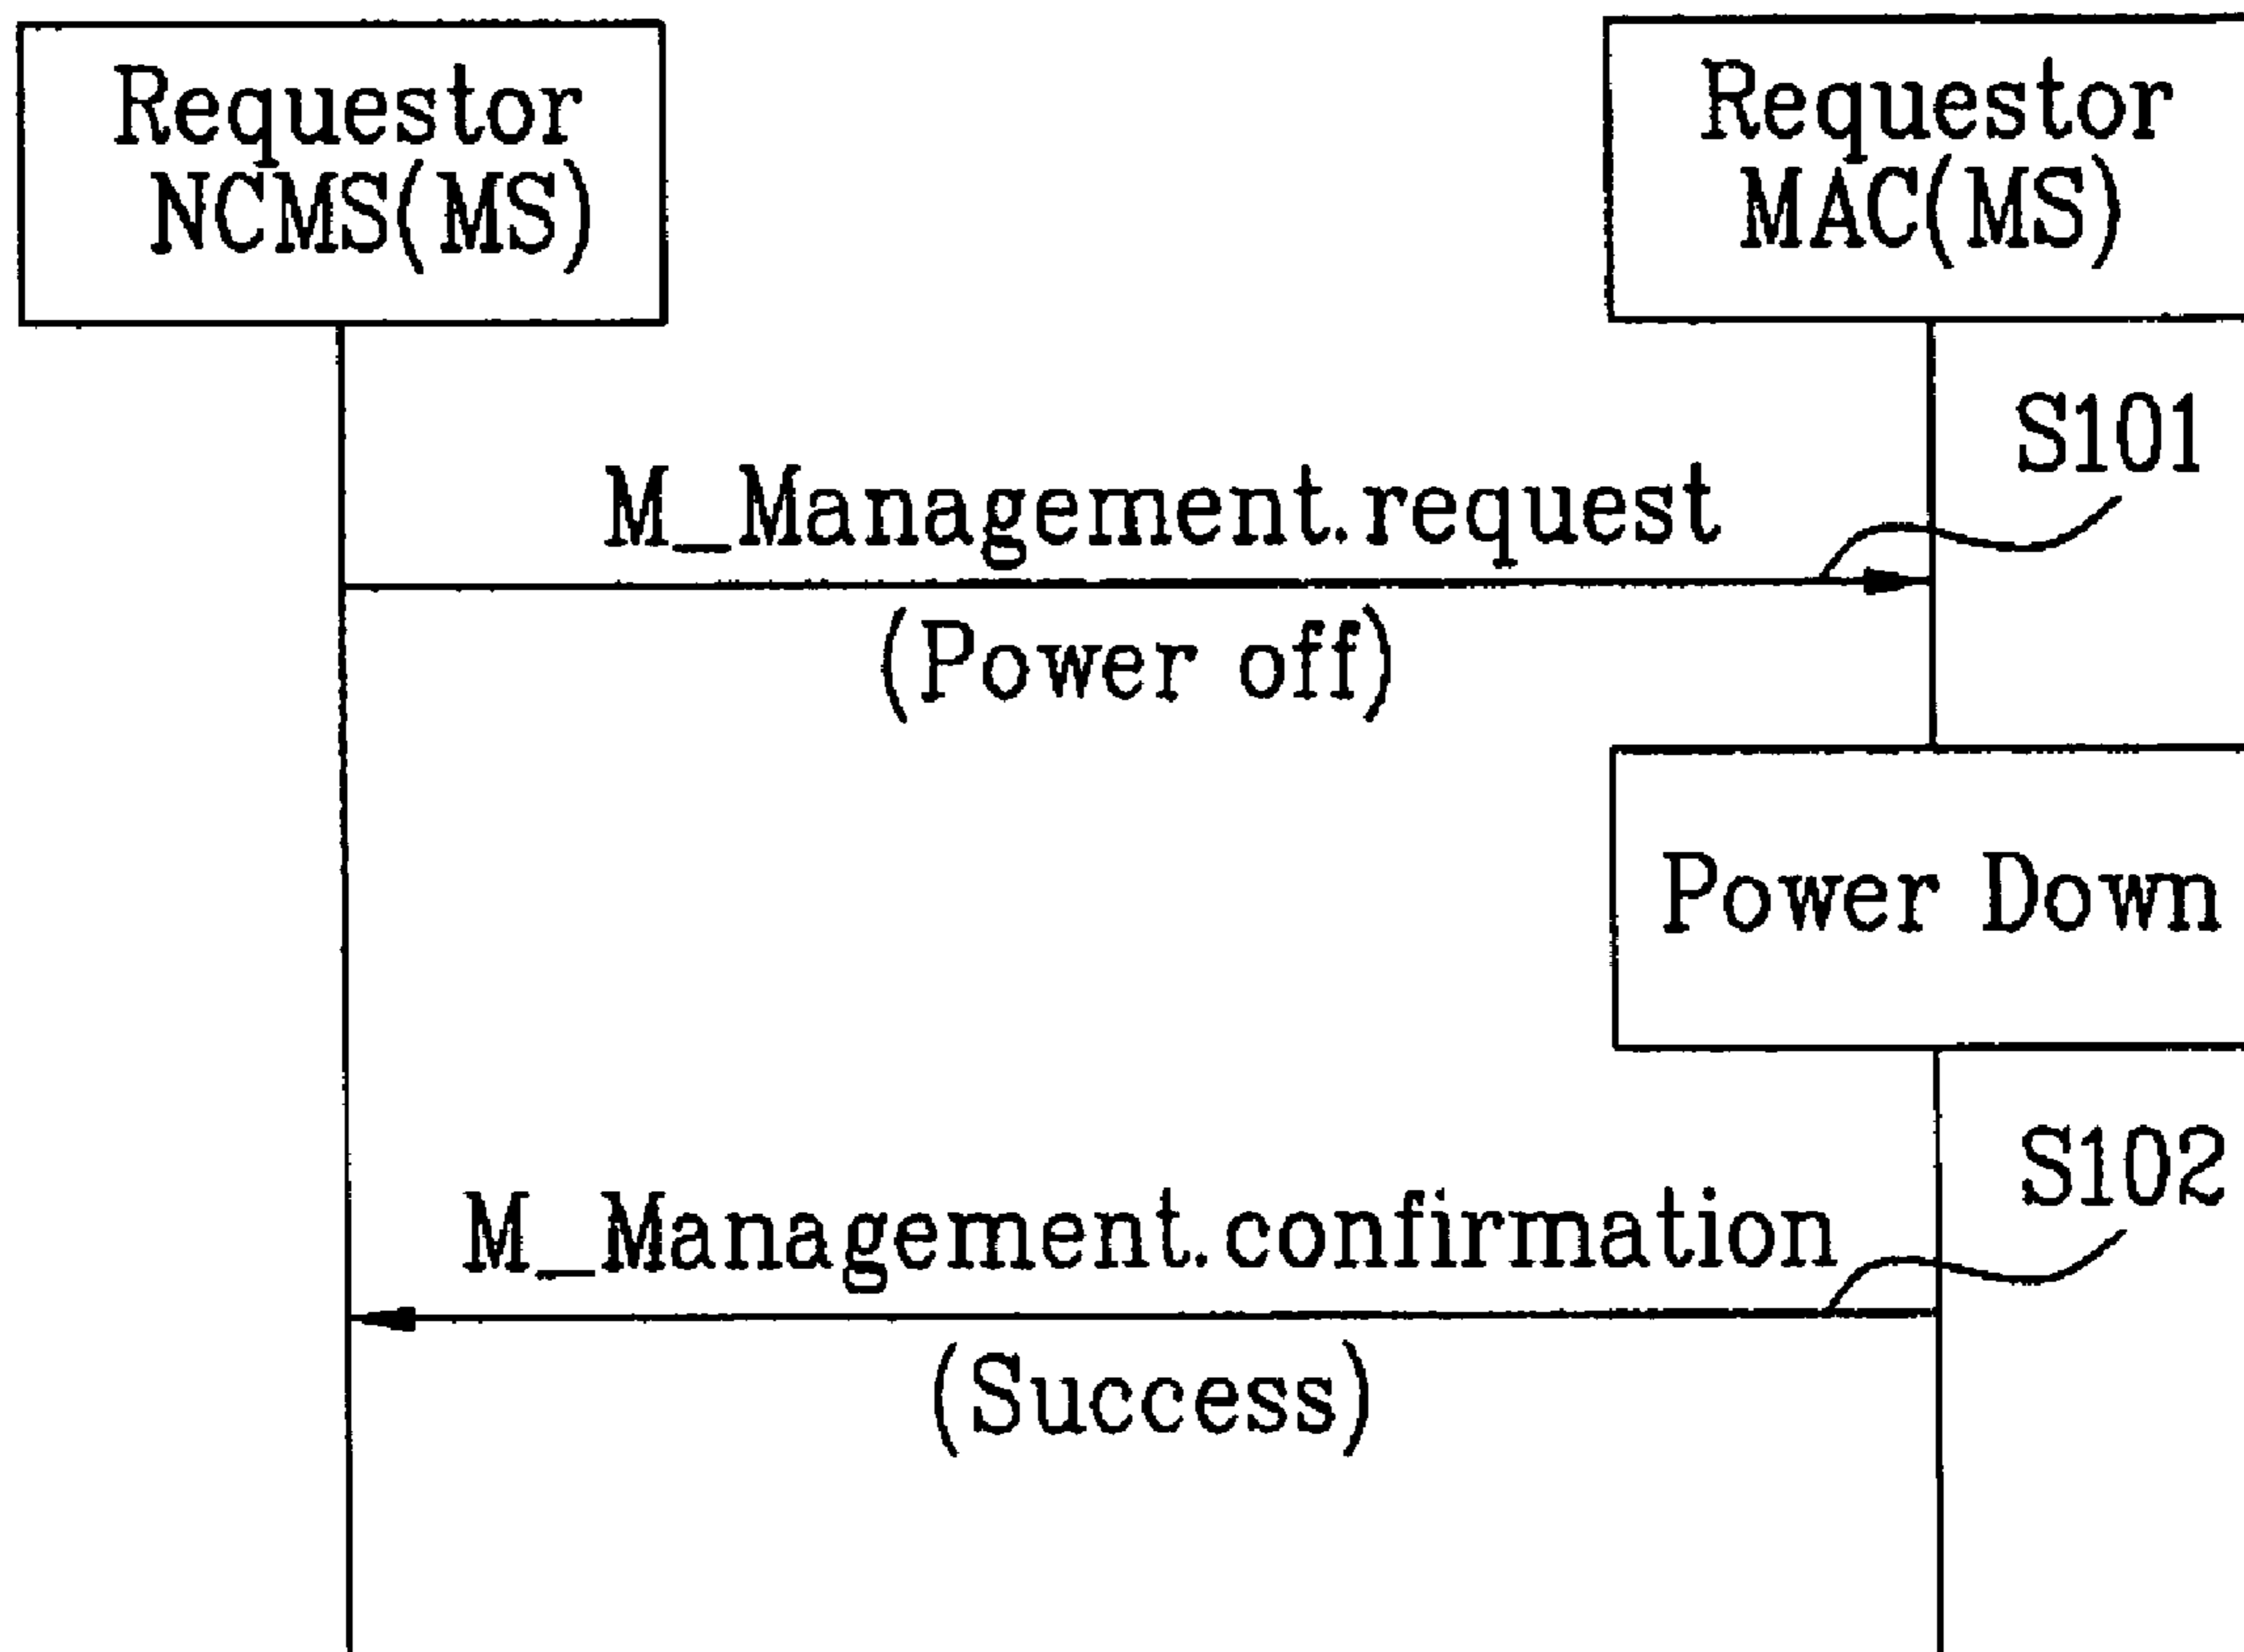 Requestor
NCMS(MS)
Requestor
MAC(MS)
S101
M_Management.request
(Power off)
Power Down
S102
M_Management.confirmation
(Success)